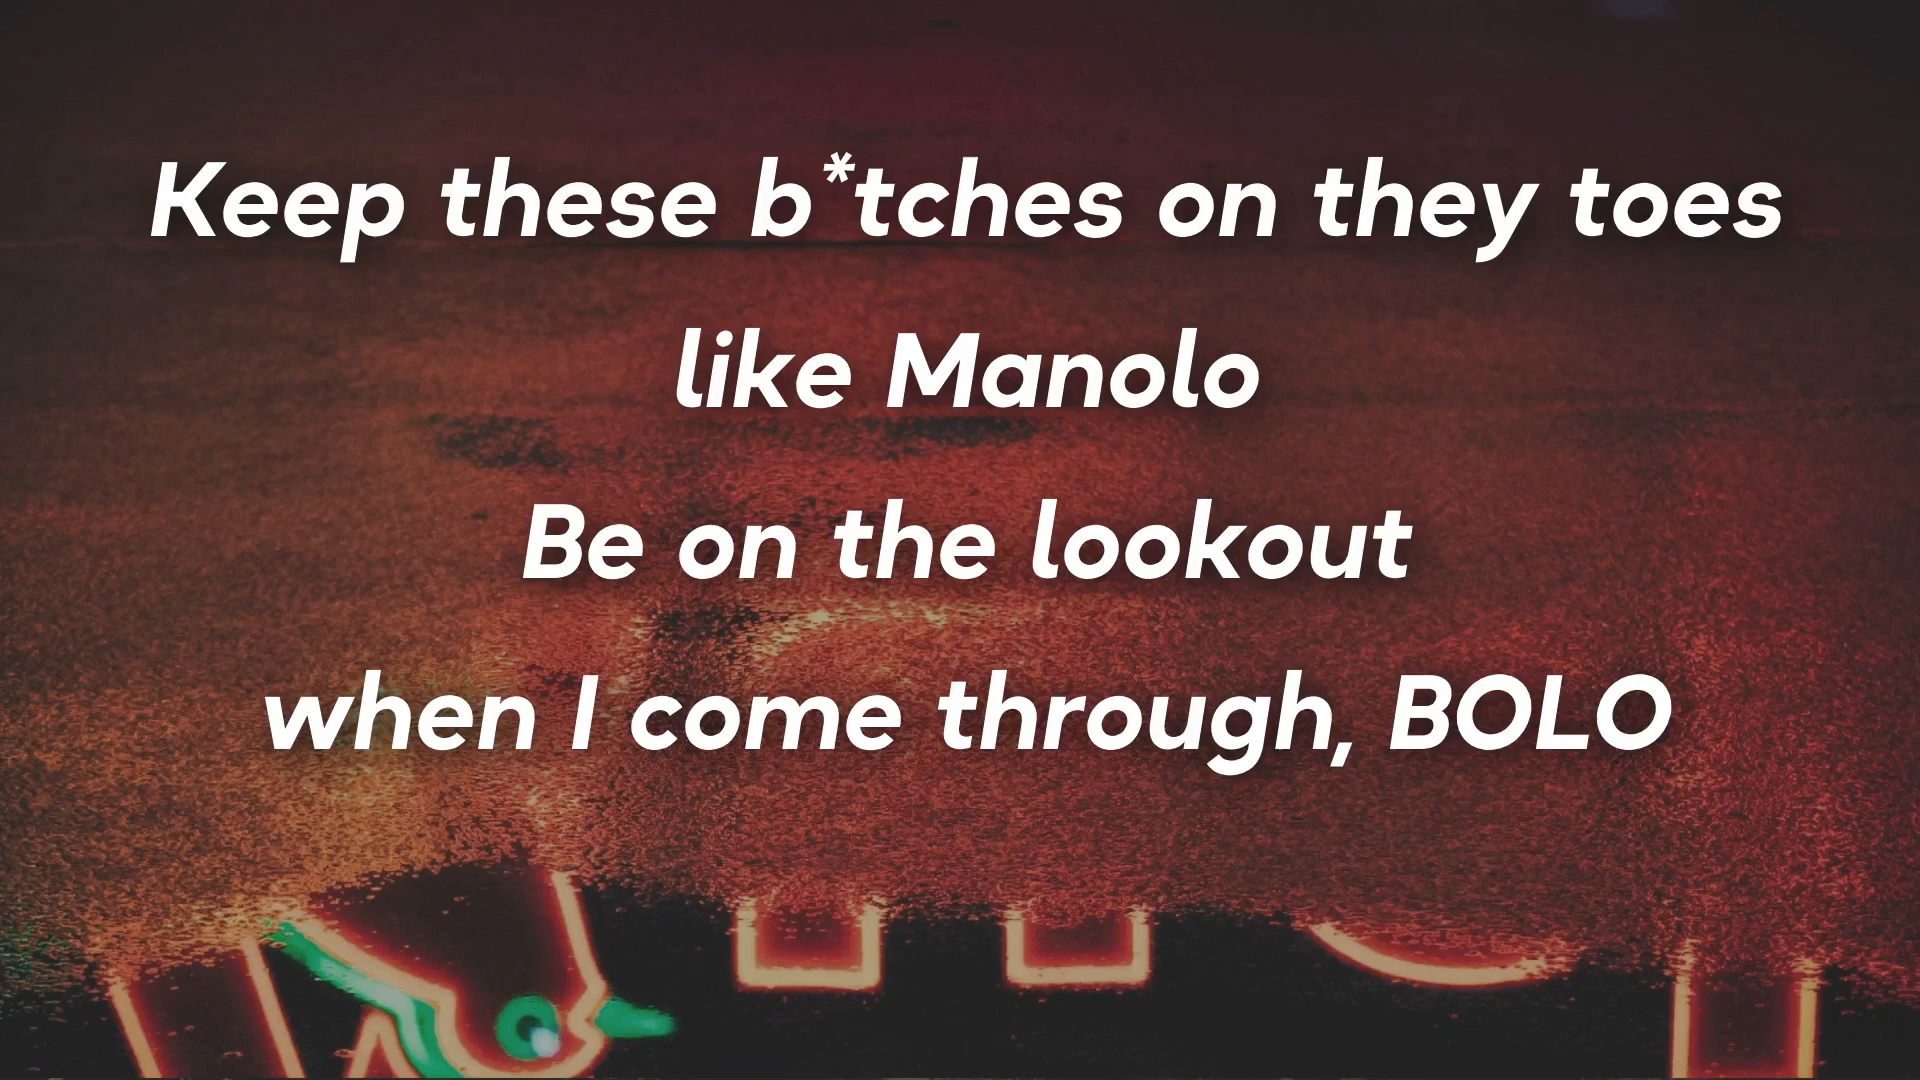 Keep these b*tches on they toes
like Manolo
Be on the lookout
when I come through, BOLO